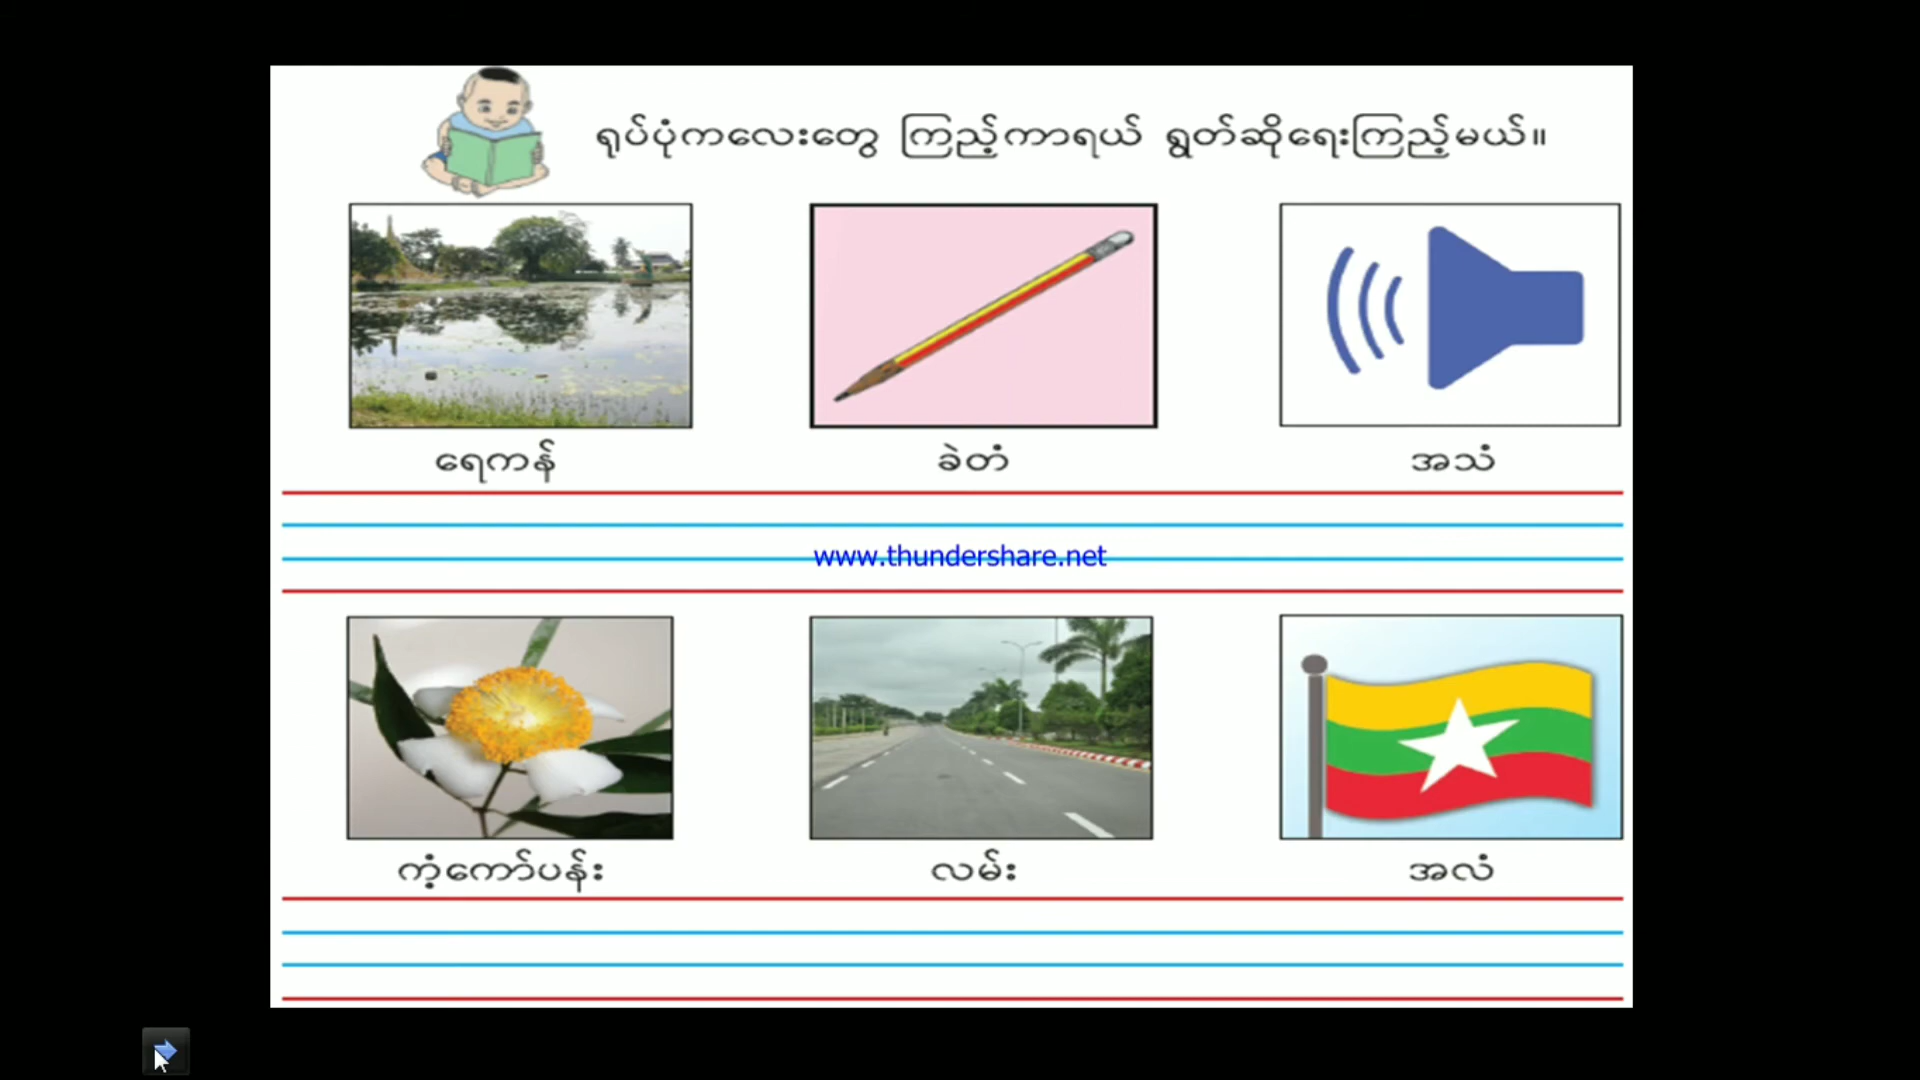 ရုပ်ပုံကလေးတွေ ကြည့်ကာရယ် ရွတ်ဆိုရေးကြည့်မယ်။
ရေကန် ခဲတံ အသံ
www.thundershare.net
ကံ့ကော်ပန်း လမ်း အလံ